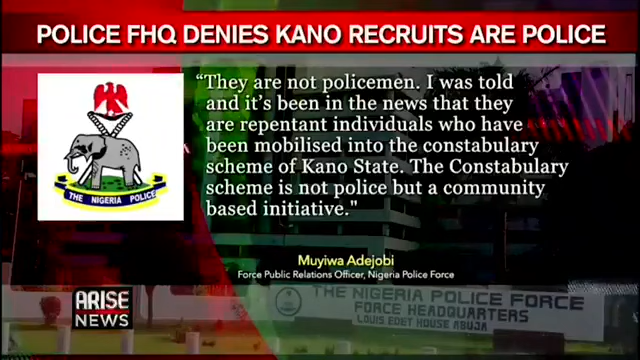 POLICE FHQ DENIES KANO RECRUITS ARE POLICE
“They are not policemen. I was told
and it's been in the news that they
are repentant individuals who have
been mobilised into the constabulary
scheme of Kano State. The Constabulary
scheme is not police but a community
based initiative."
THE NIGERIA POLICE
Muyiwa Adejobi
Force Public Relations Officer, Nigeria Police Force
ARISE
NEWS
THE NIGERIA POLICE FORCE
FORCE HEADQUARTERS
LOUIS EDET HOUSE ABUJA